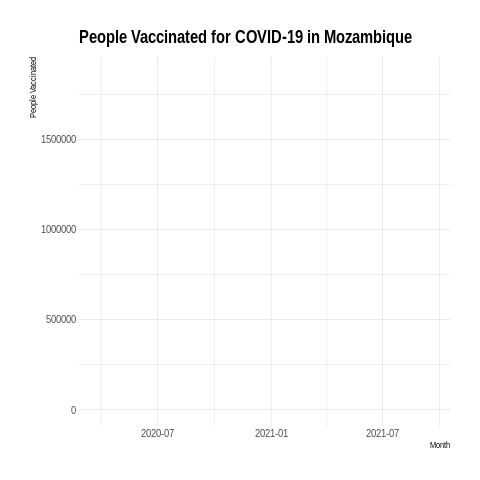 People Vaccinated for COVID-19 in Mozambique
People Vaccinated
1500000
1000000
500000
0
2020-07
2021-01
2021-07
Month